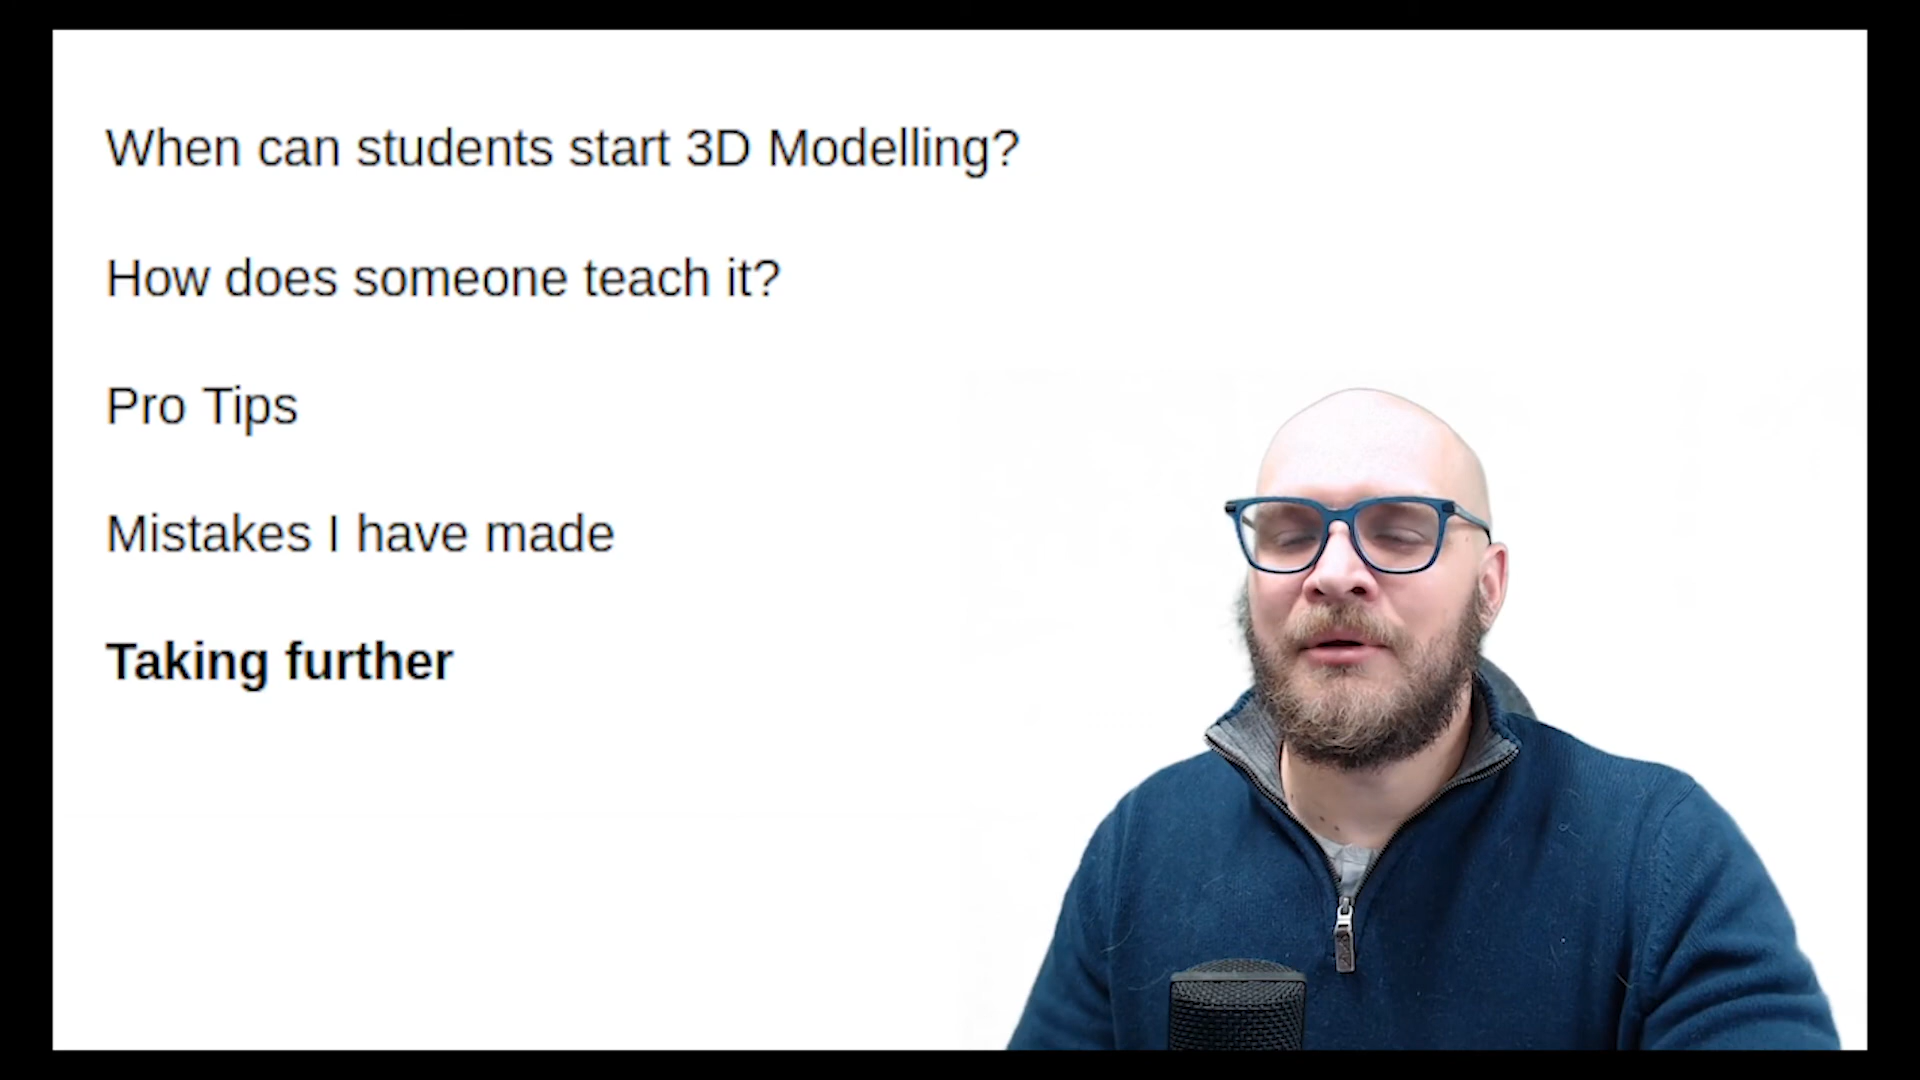 When can students start 3D Modelling?
How does someone teach it?
Pro Tips
Mistakes I have made
Taking further